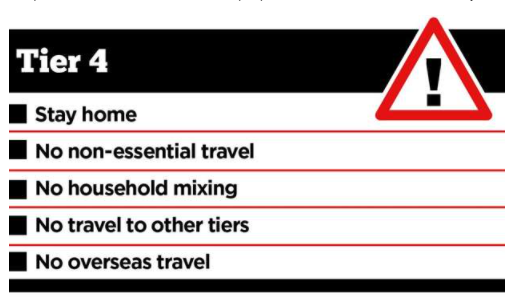 Tier 4
Stay home
No non-essential travel
No household mixing
No travel to other tiers
No overseas travel